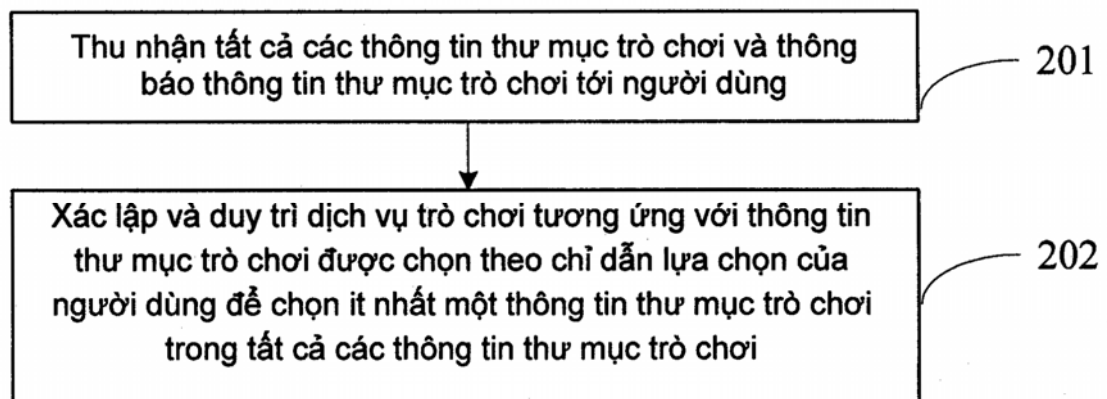 Thu nhận tất cả các thông tin thư mục trò chơi và thông
báo thông tin thư mục trò chơi tới người dùng
201
Xác lập và duy trì dịch vụ trò chơi tương ứng với thông tin
thư mục trò chơi được chọn theo chỉ dẫn lựa chọn của
người dùng để chọn it nhất một thông tin thư mục trò chơi
trong tất cả các thông tin thư mục trò chơi
202